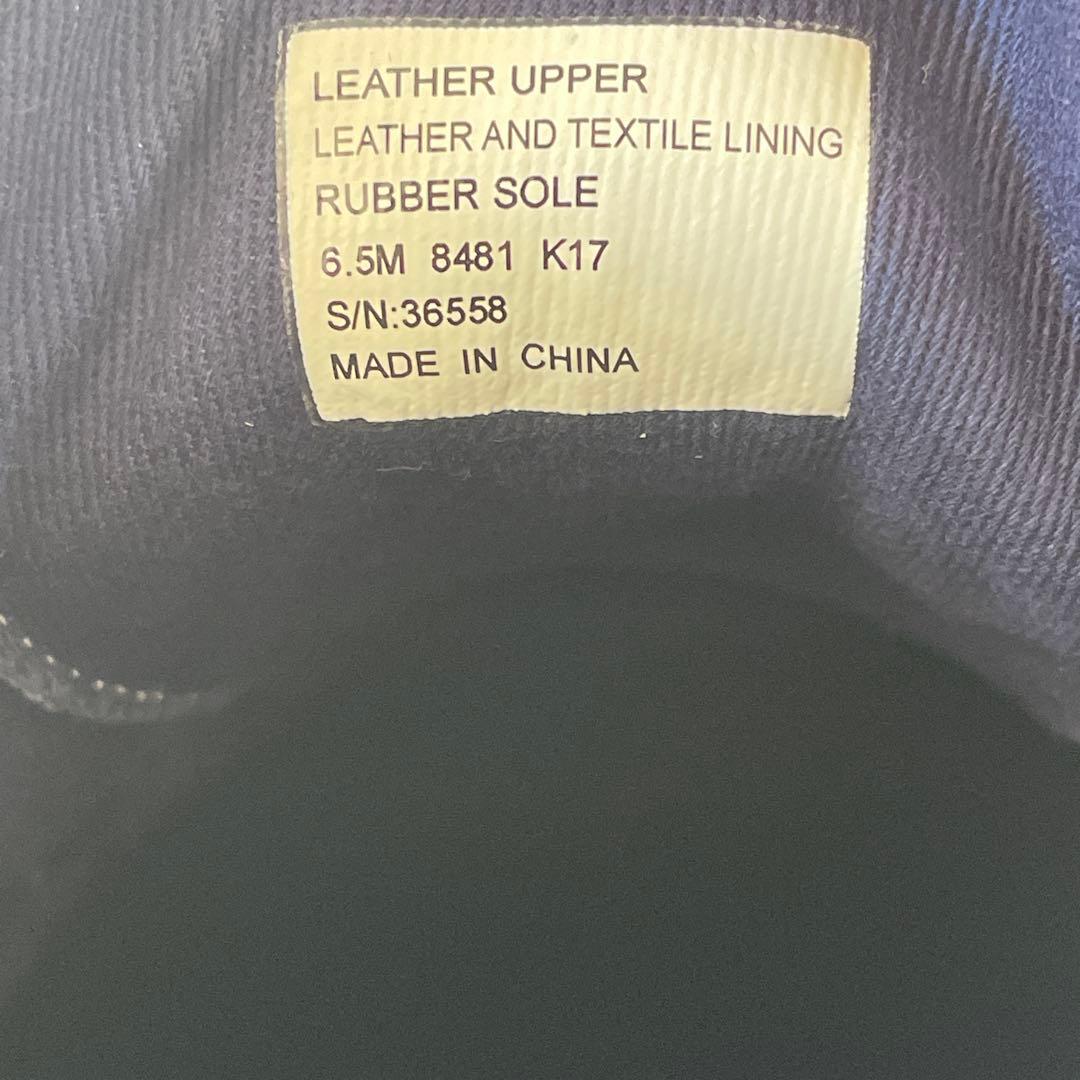 LEATHER UPPER
LEATHER AND TEXTILE LINING
RUBBER SOLE
6.5M 8481 K17
S/N:36558
MADE IN CHINA